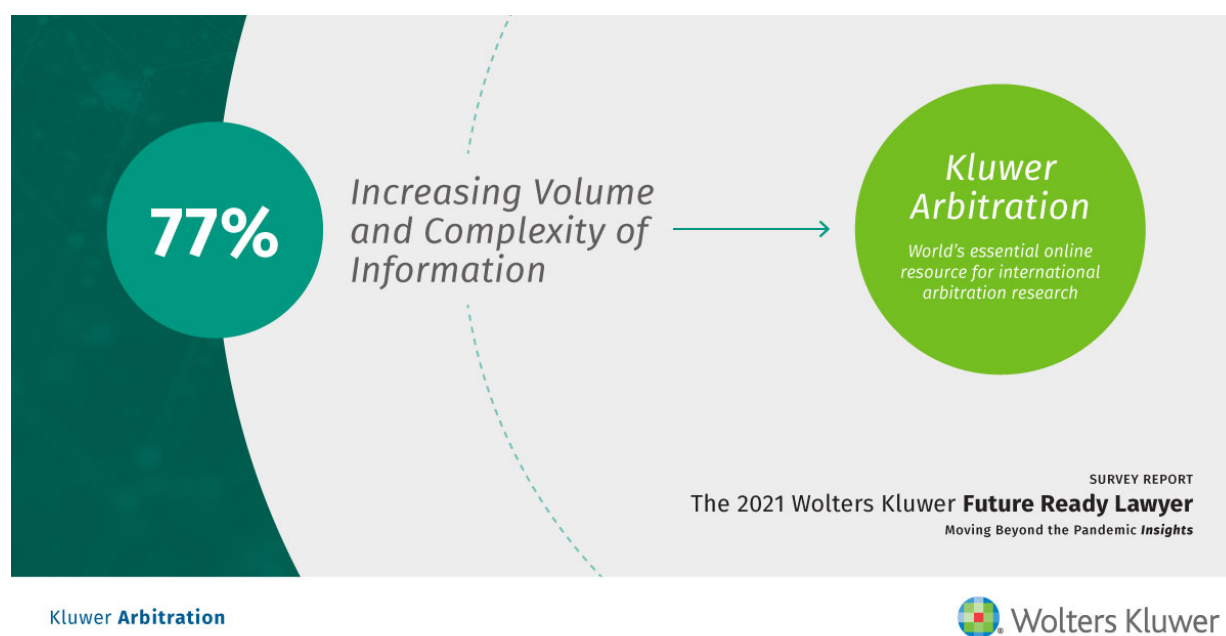 77%
Increasing Volume
and Complexity of
Information
Kluwer
Arbitration
World's essential online
resource for international
arbitration research
SURVEY REPORT
The 2021 Wolters Kluwer Future Ready Lawyer
Moving Beyond the Pandemic Insights
Kluwer Arbitration
Wolters Kluwer